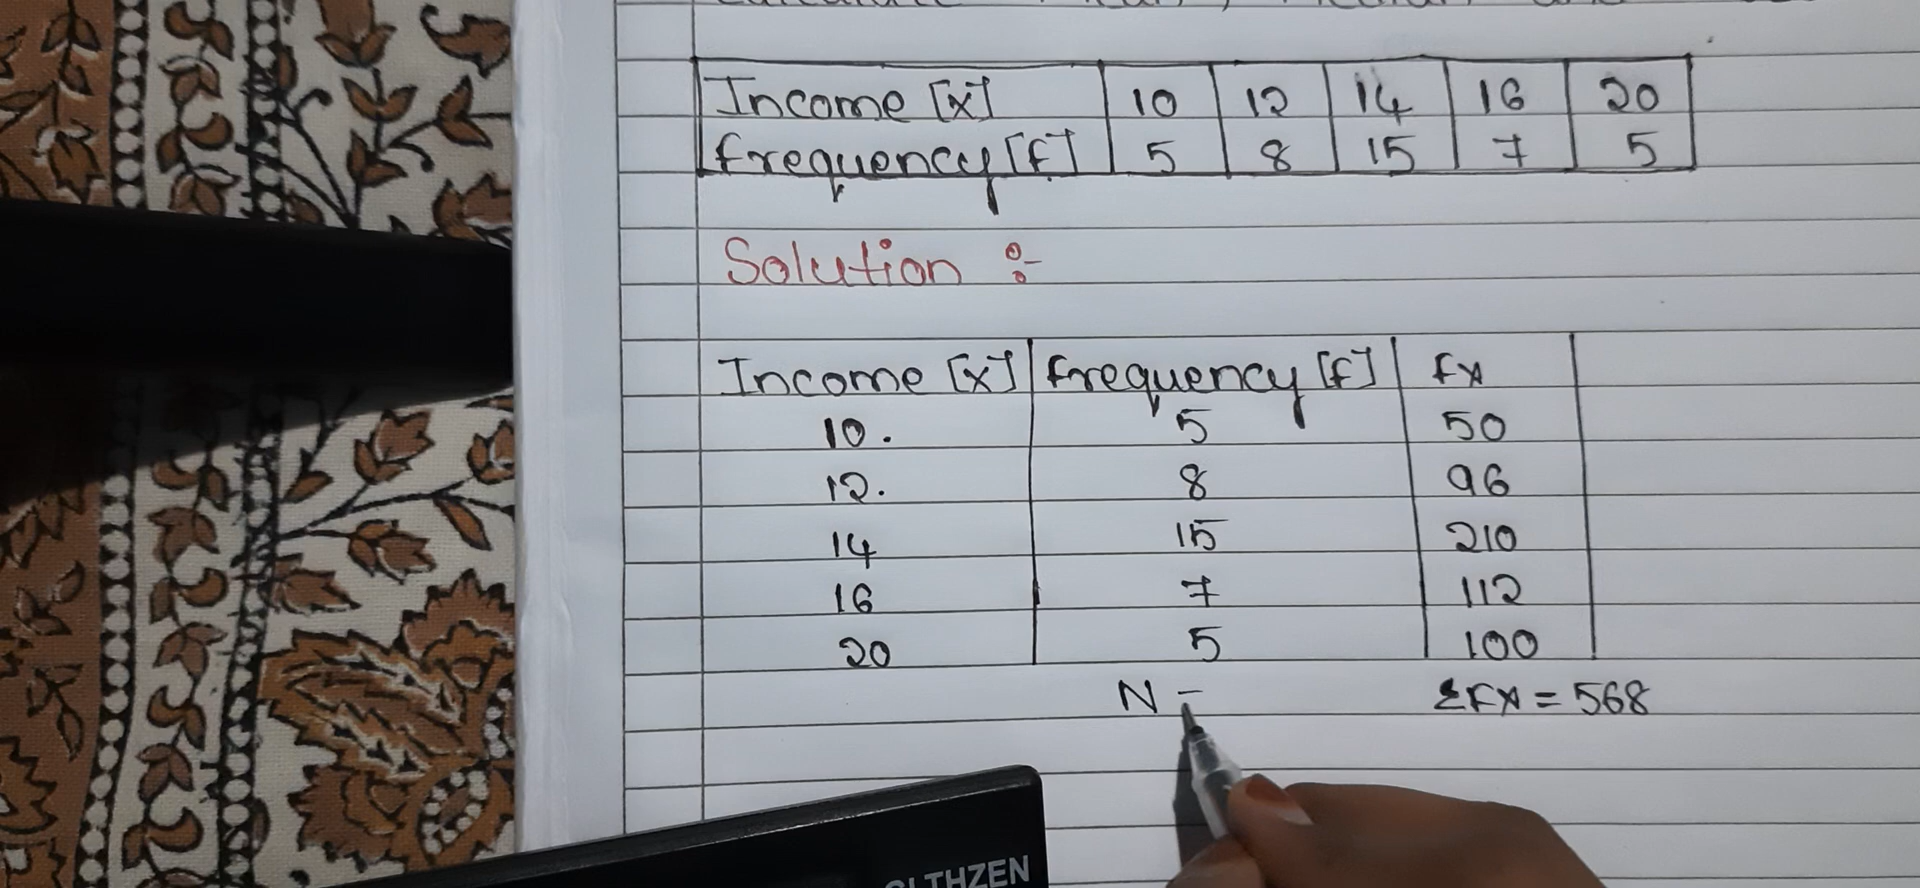 Income [x] 10 12 14 16 20
frequency [f] 5 8 15 7 5
Solution :-
Income [x] frequency [f] fx
10. 5 50
12. 8 96
14 15 210
16 7 112
20 5 100
N - Σfx = 568
LTHZEN